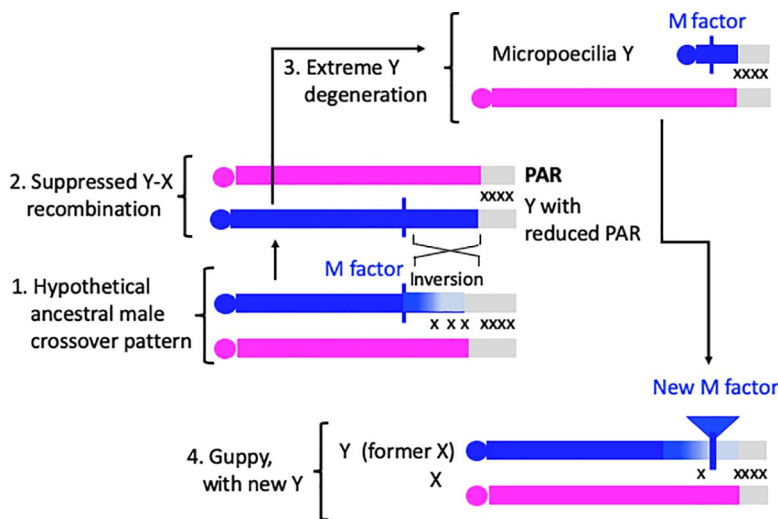 M factor
3. Extreme Y
degeneration
Micropoecilia Y
xxxx
2. Suppressed Y-X
recombination
PAR
xxxx
Y with
reduced PAR
M factor
Inversion
1. Hypothetical
ancestral male
crossover pattern
x x x xxxx
New M factor
4. Guppy,
with new Y
Y (former X)
X
x xxxx